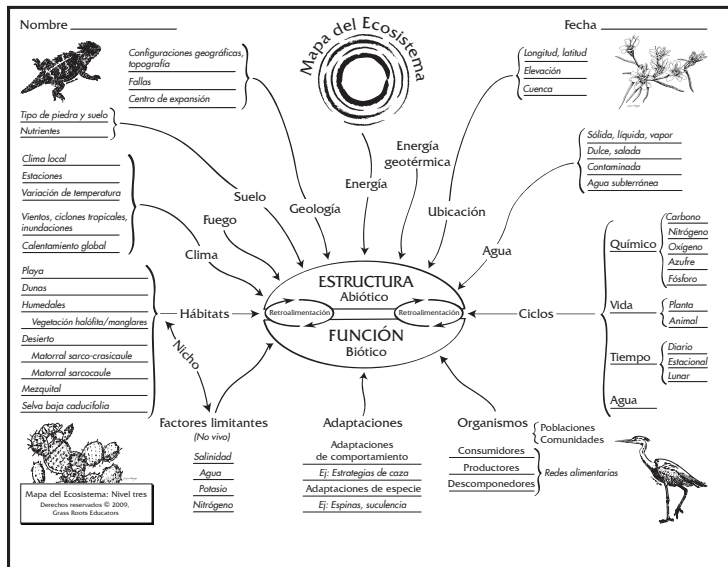 Nombre
Mapa del Ecosistema
Fecha
Configuraciones geográficas,
topografía
Fallas
Centro de expansión
Longitud, latitud
Elevación
Cuenca
Tipo de piedra y suelo
Nutrientes
Sólida, líquida, vapor
Dulce, salada
Contaminada
Agua subterránea
Clima local
Estaciones
Variación de temperatura
Vientos, ciclones tropicales,
inundaciones
Calentamiento global
Fuego
Suelo
Geología
Energía
Energía
geotérmica
Ubicación
Agua
Clima
ESTRUCTURA
Abiótico
Retroalimentación
Retroalimentación
FUNCIÓN
Biótico
Playa
Dunas
Humedales
Vegetación halófita/manglares
Desierto
Matorral sarco-crasicaule
Matorral sarcocaule
Mezquital
Selva baja caducifolia
Hábitats
Nicho
Ciclos
Químico
Carbono
Nitrógeno
Oxígeno
Azufre
Fósforo
Vida
Planta
Animal
Tiempo
Diario
Estacional
Lunar
Agua
Factores limitantes
(No vivo)
Salinidad
Agua
Potasio
Nitrógeno
Adaptaciones
Adaptaciones
de comportamiento
Ej: Estrategias de caza
Adaptaciones de especie
Ej: Espinas, suculencia
Organismos
Poblaciones
Comunidades
Consumidores
Productores
Descomponedores
Redes alimentarias
Mapa del Ecosistema: Nivel tres
Derechos reservados © 2009,
Grass Roots Educators